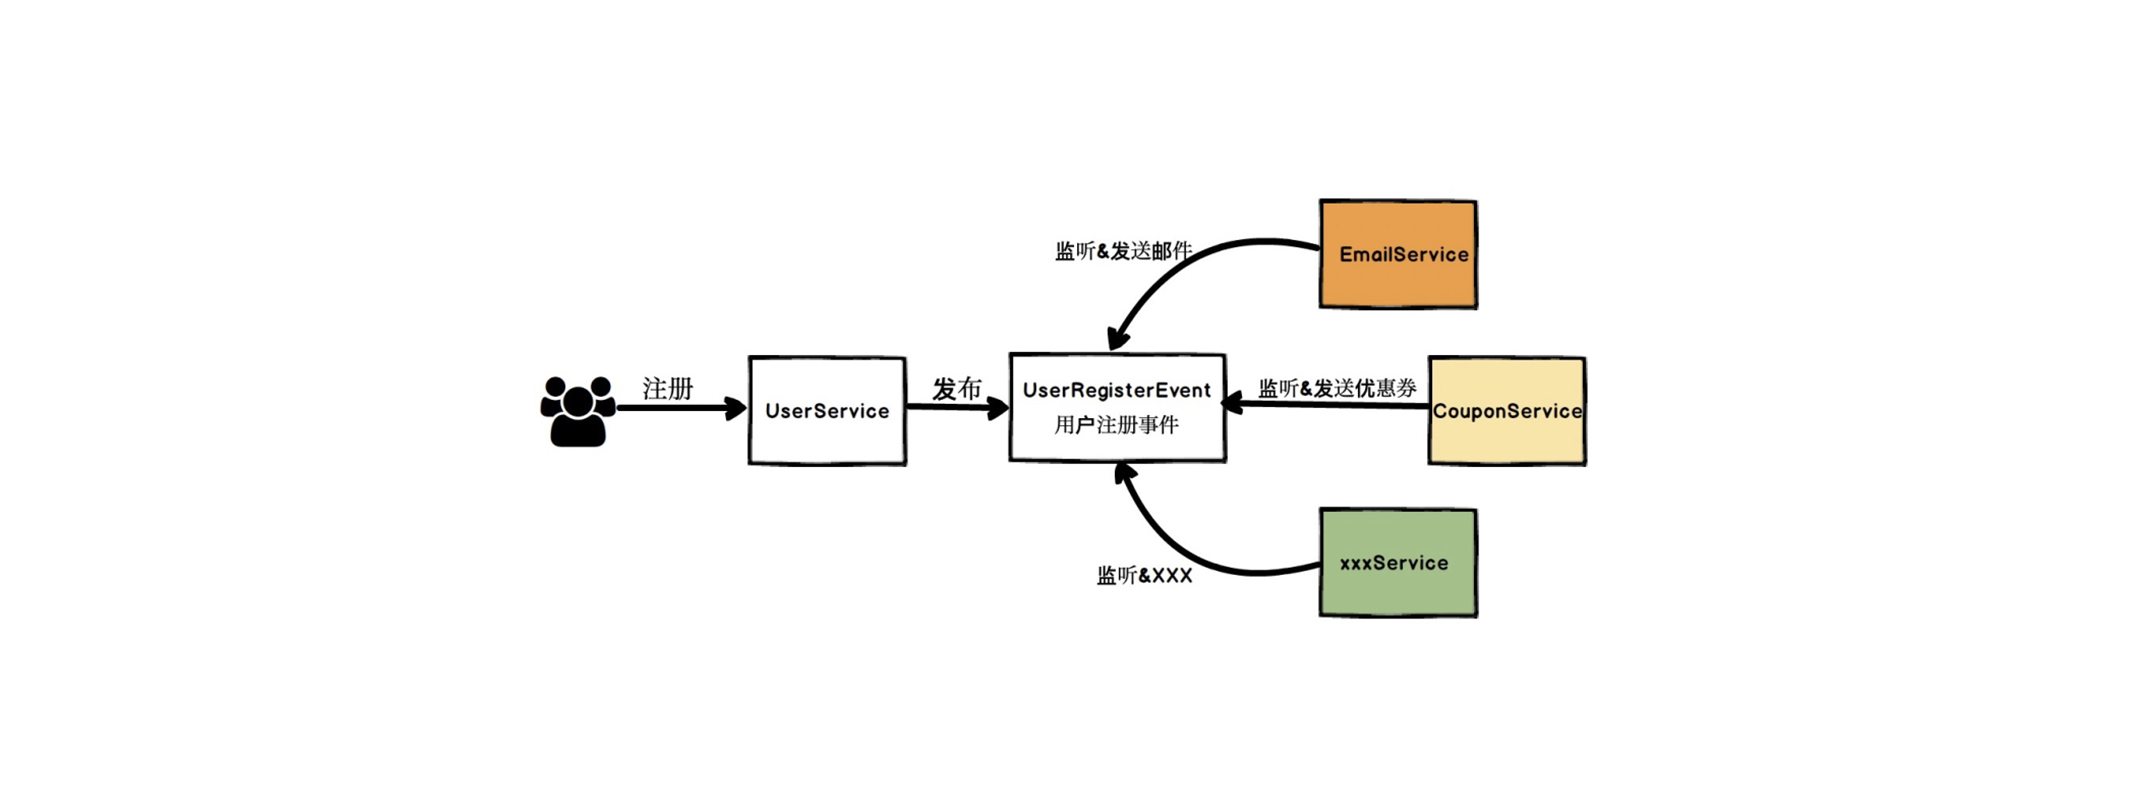 监听&发送邮件
EmailService
注册
UserService
发布
UserRegisterEvent
用户注册事件
监听&发送优惠券
CouponService
监听&XXX
xxxService